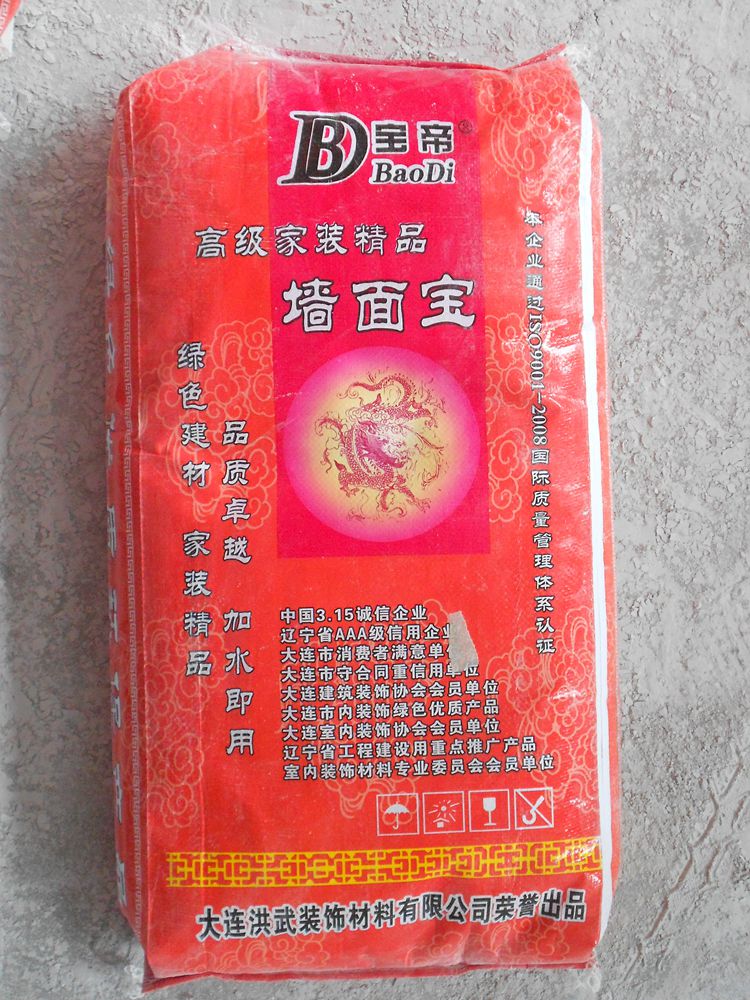 BD 宝帝®
BaoDi
高级家装精品
墙面宝
本企业通过ISO9001-2008国际质量管理体系认证
绿色建材 家装精品
品质卓越 加水即用
中国3.15诚信企业
辽宁省AAA级信用企业
大连市消费者满意单位
大连市守合同重信用单位
大连建筑装饰协会会员单位
大连市内装饰绿色优质产品
大连室内装饰协会会员单位
辽宁省工程建设用重点推广产品
室内装饰材料专业委员会会员单位
大连洪武装饰材料有限公司荣誉出品